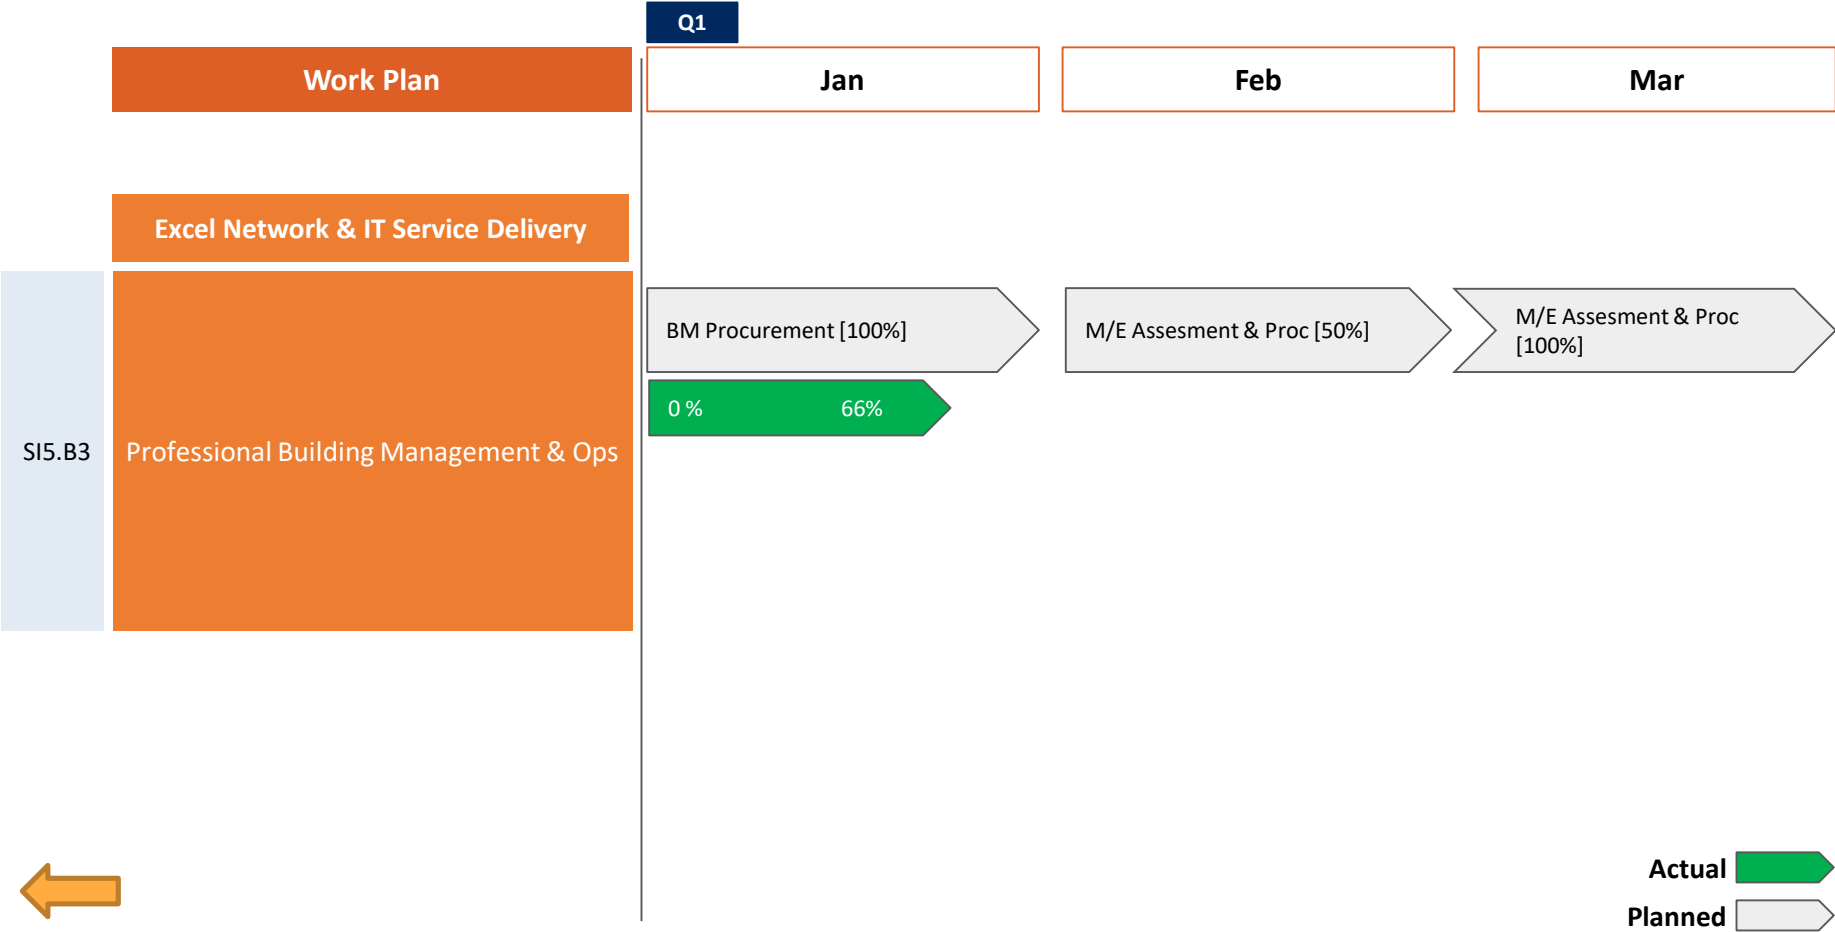 Q1
Work Plan
Jan
Feb
Mar
Excel Network & IT Service Delivery
SI5.B3
Professional Building Management & Ops
BM Procurement [100%]
M/E Assesment & Proc [50%]
M/E Assesment & Proc
[100%]
0 %
66%
Actual
Planned